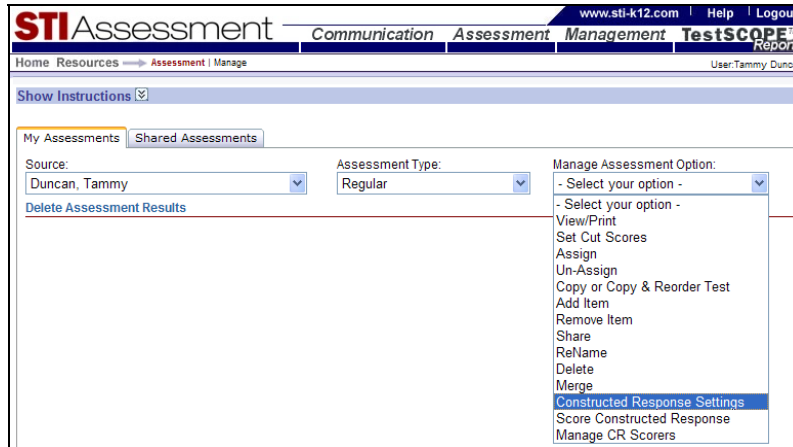 www.sti-k12.com | Help | Logou
STIAssessment
Communication Assessment Management TestSCOPE
Repor
Home Resources Assessment | Manage
User:Tammy Dunc
Show Instructions
My Assessments Shared Assessments
Source: Assessment Type: Manage Assessment Option:
Duncan, Tammy Regular - Select your option -
Delete Assessment Results
- Select your option -
View/Print
Set Cut Scores
Assign
Un-Assign
Copy or Copy & Reorder Test
Add Item
Remove Item
Share
ReName
Delete
Merge
Constructed Response Settings
Score Constructed Response
Manage CR Scorers